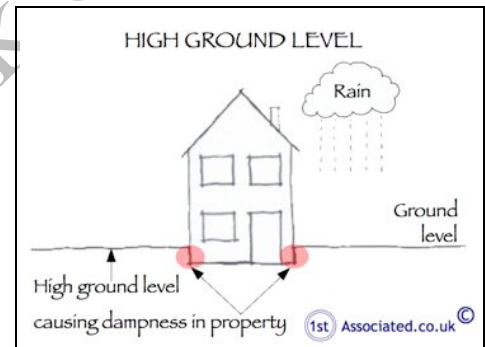 HIGH GROUND LEVEL
Rain
Ground
level
High ground level
causing dampness in property
1st Associated.co.uk©